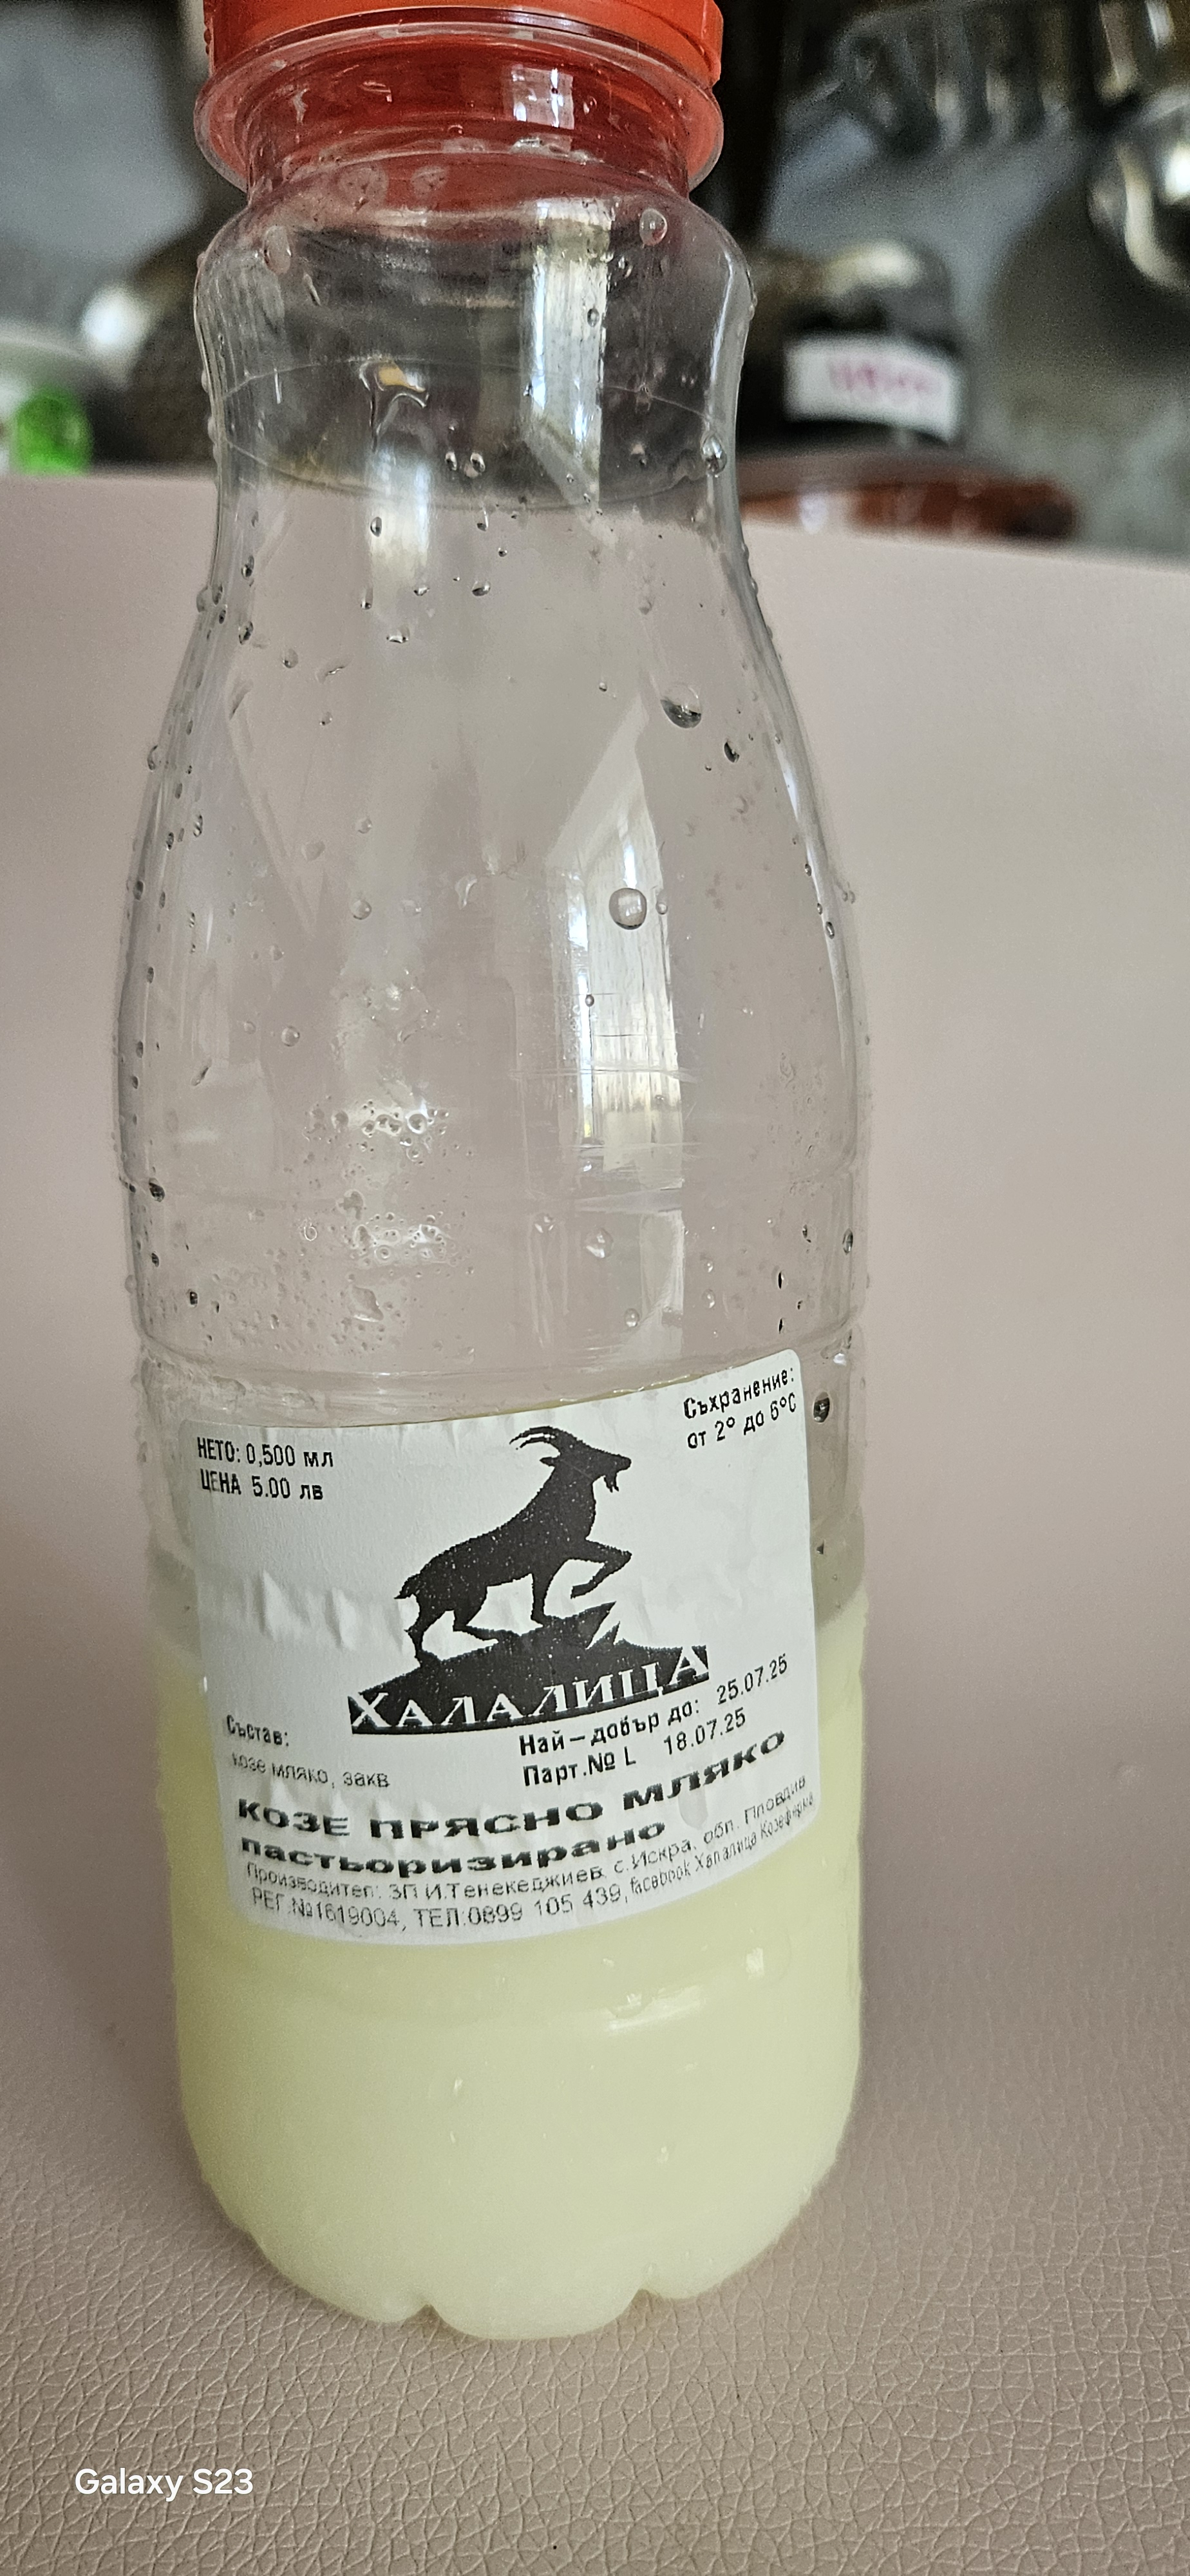 НЕТО: 0,500 мл
ЦЕНА 5.00 лв
Съхранение:
от 2° до 6°C
ХАЛАЛИЦА
Състав:
козе мляко, закв
Най-добър до: 25.07.25
Парт.№ L 18.07.25
КОЗЕ ПРЯСНО МЛЯКО
пастьоризирано
Производител: ЗП И.Тенекеджиев, с.Искра, обл. Пловдив
РЕГ.№1619004, ТЕЛ:0899 105 439, facebook Халалица Козеферма
Galaxy S23